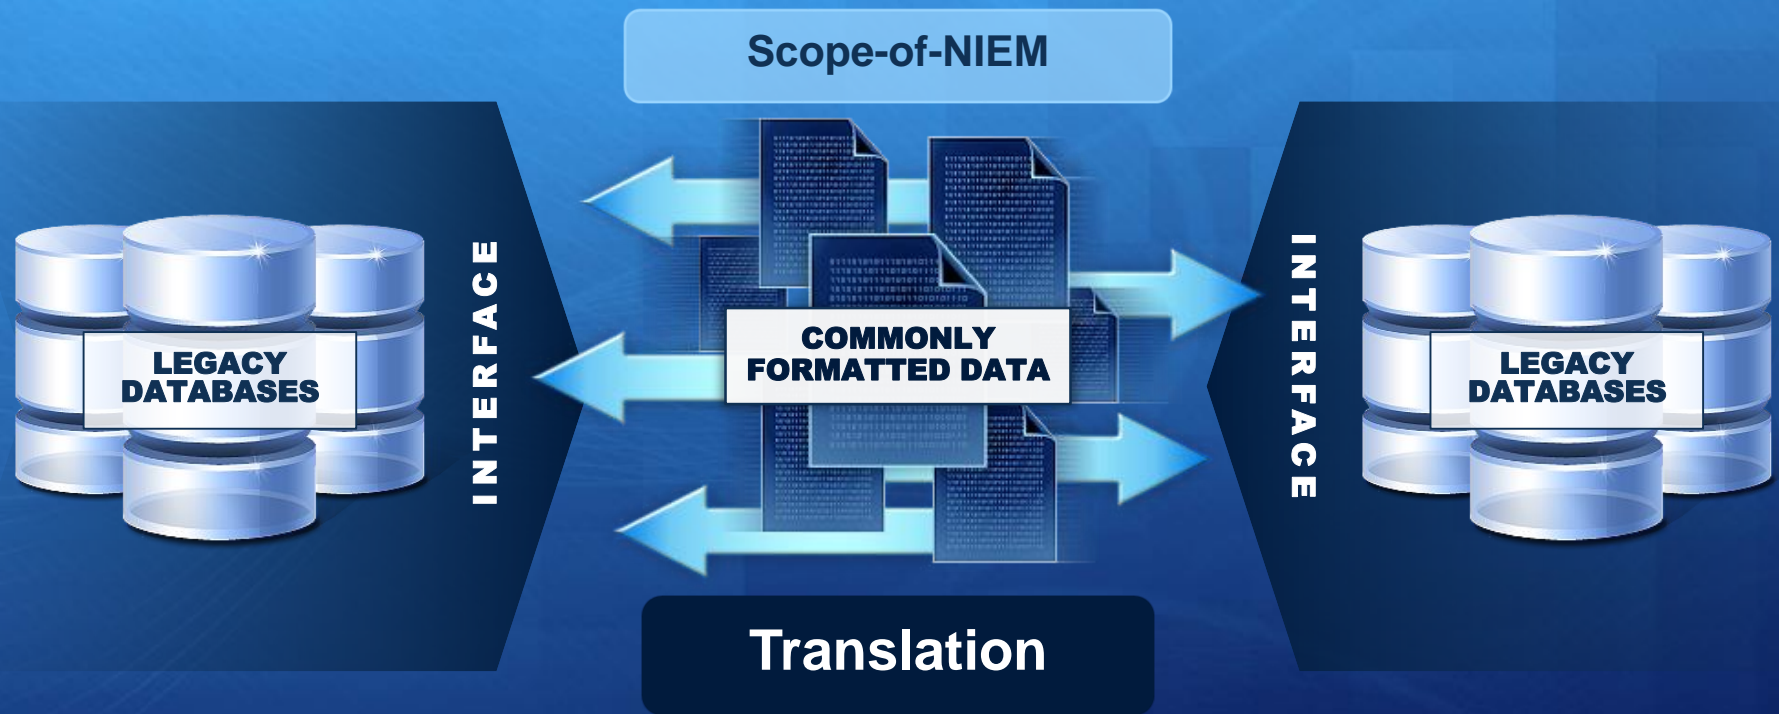 Scope-of-NIEM
LEGACY
DATABASES
INTERFACE
COMMONLY
FORMATTED DATA
INTERFACE
LEGACY
DATABASES
Translation